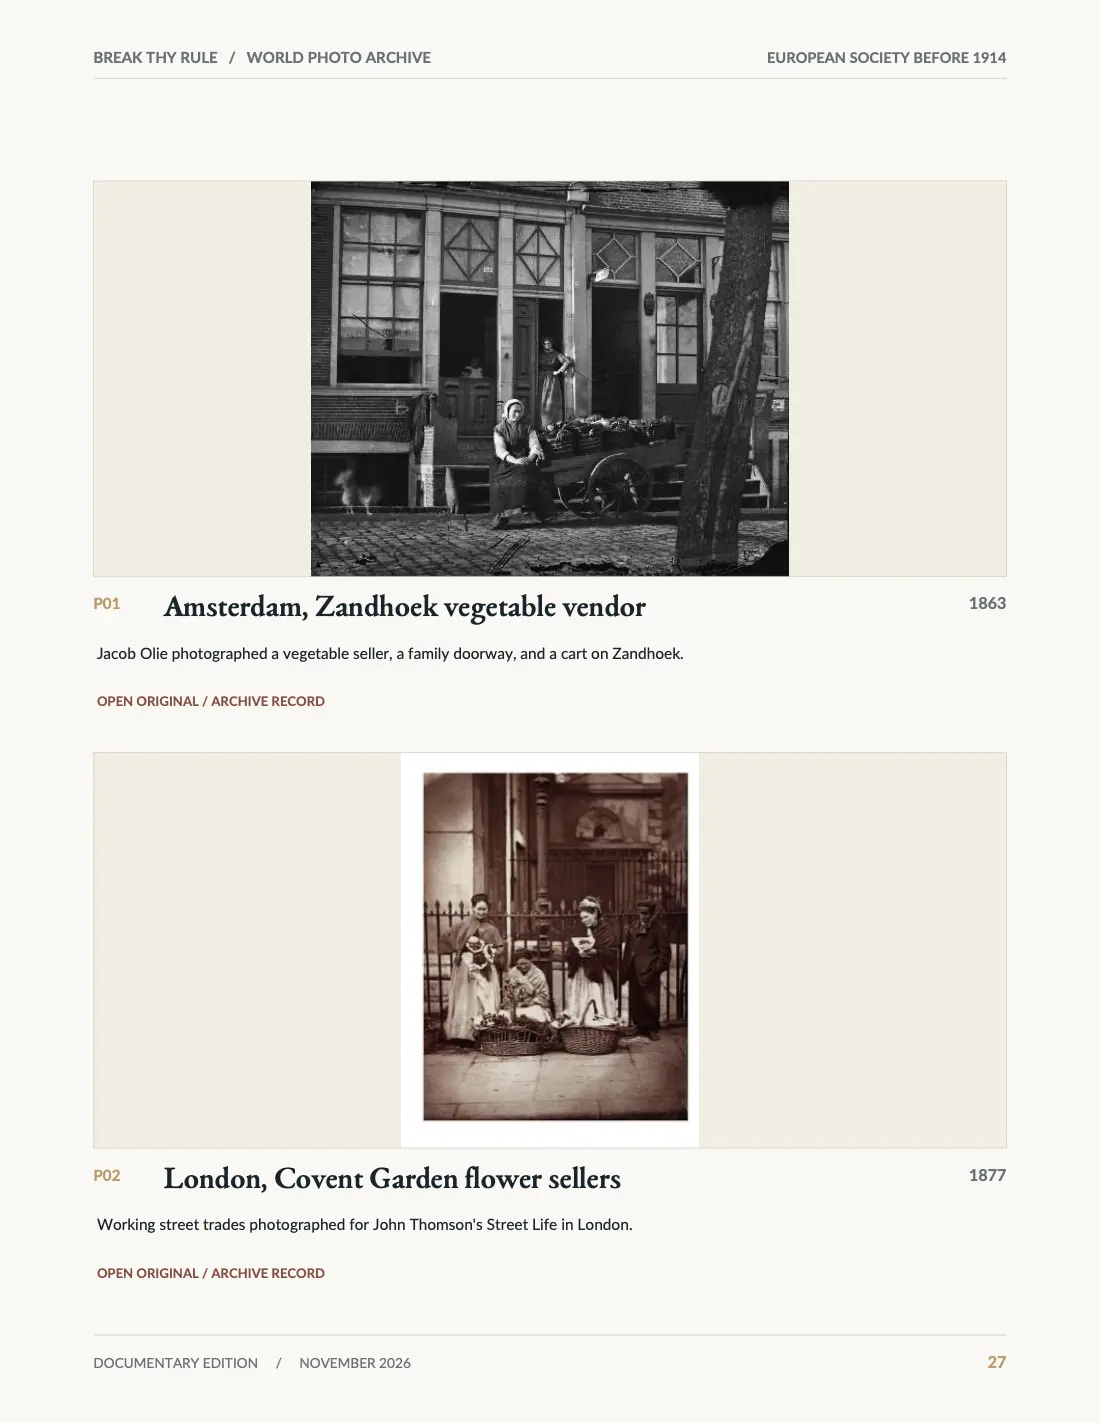 BREAK THY RULE / WORLD PHOTO ARCHIVE
EUROPEAN SOCIETY BEFORE 1914
P01 Amsterdam, Zandhoek vegetable vendor 1863
Jacob Olie photographed a vegetable seller, a family doorway, and a cart on Zandhoek.
OPEN ORIGINAL / ARCHIVE RECORD
P02 London, Covent Garden flower sellers 1877
Working street trades photographed for John Thomson's Street Life in London.
OPEN ORIGINAL / ARCHIVE RECORD
DOCUMENTARY EDITION / NOVEMBER 2026
27